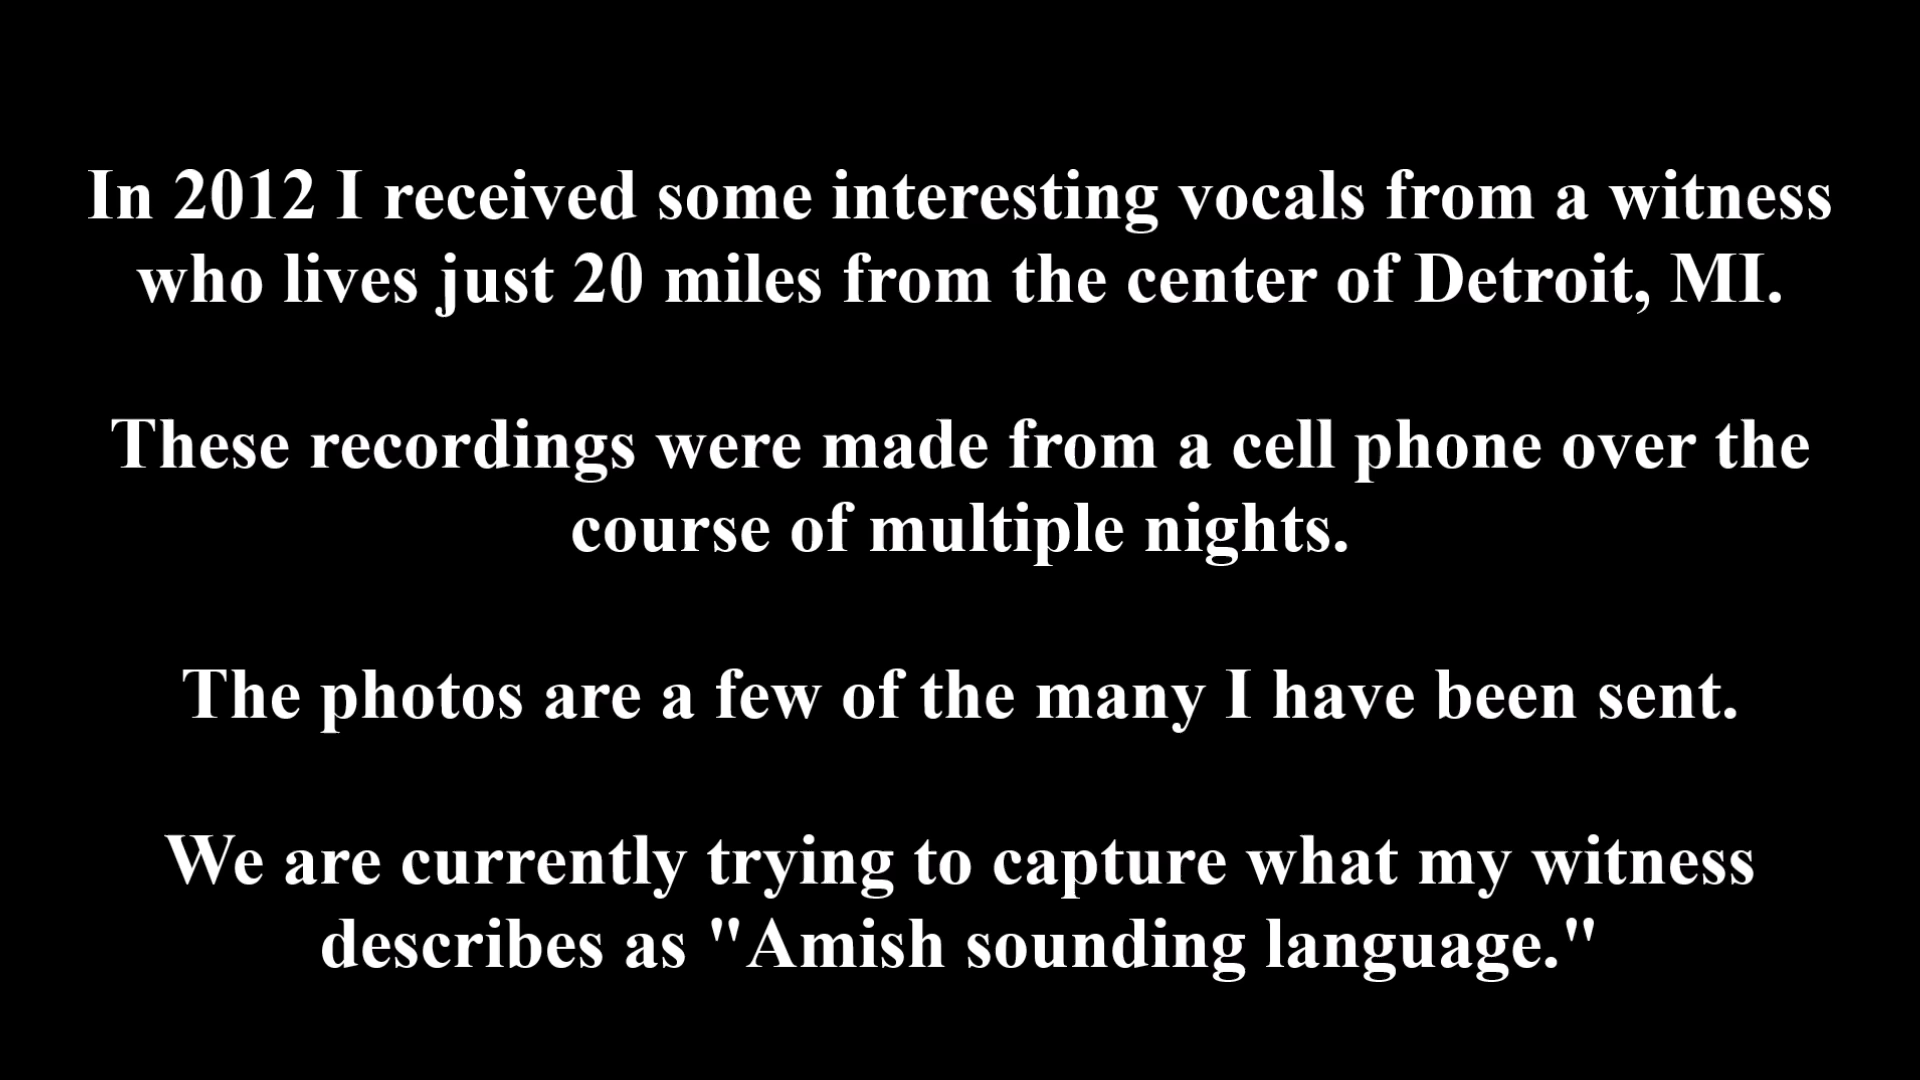 In 2012 I received some interesting vocals from a witness
who lives just 20 miles from the center of Detroit, MI.
These recordings were made from a cell phone over the
course of multiple nights.
The photos are a few of the many I have been sent.
We are currently trying to capture what my witness
describes as "Amish sounding language."